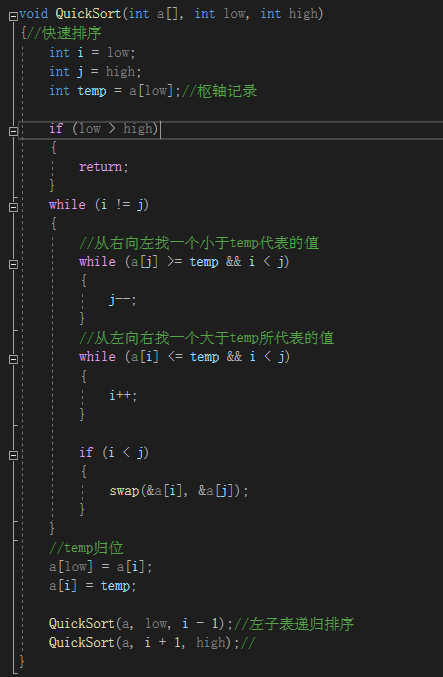 void QuickSort(int a[], int low, int high)
{//快速排序
int i = low;
int j = high;
int temp = a[low];//枢轴记录
if (low > high)
{
return;
}
while (i != j)
{
//从右向左找一个小于temp代表的值
while (a[j] >= temp && i < j)
{
j--;
}
//从左向右找一个大于temp所代表的值
while (a[i] <= temp && i < j)
{
i++;
}
if (i < j)
{
swap(&a[i], &a[j]);
}
}
//temp归位
a[low] = a[i];
a[i] = temp;
QuickSort(a, low, i - 1);//左子表递归排序
QuickSort(a, i + 1, high);//
}